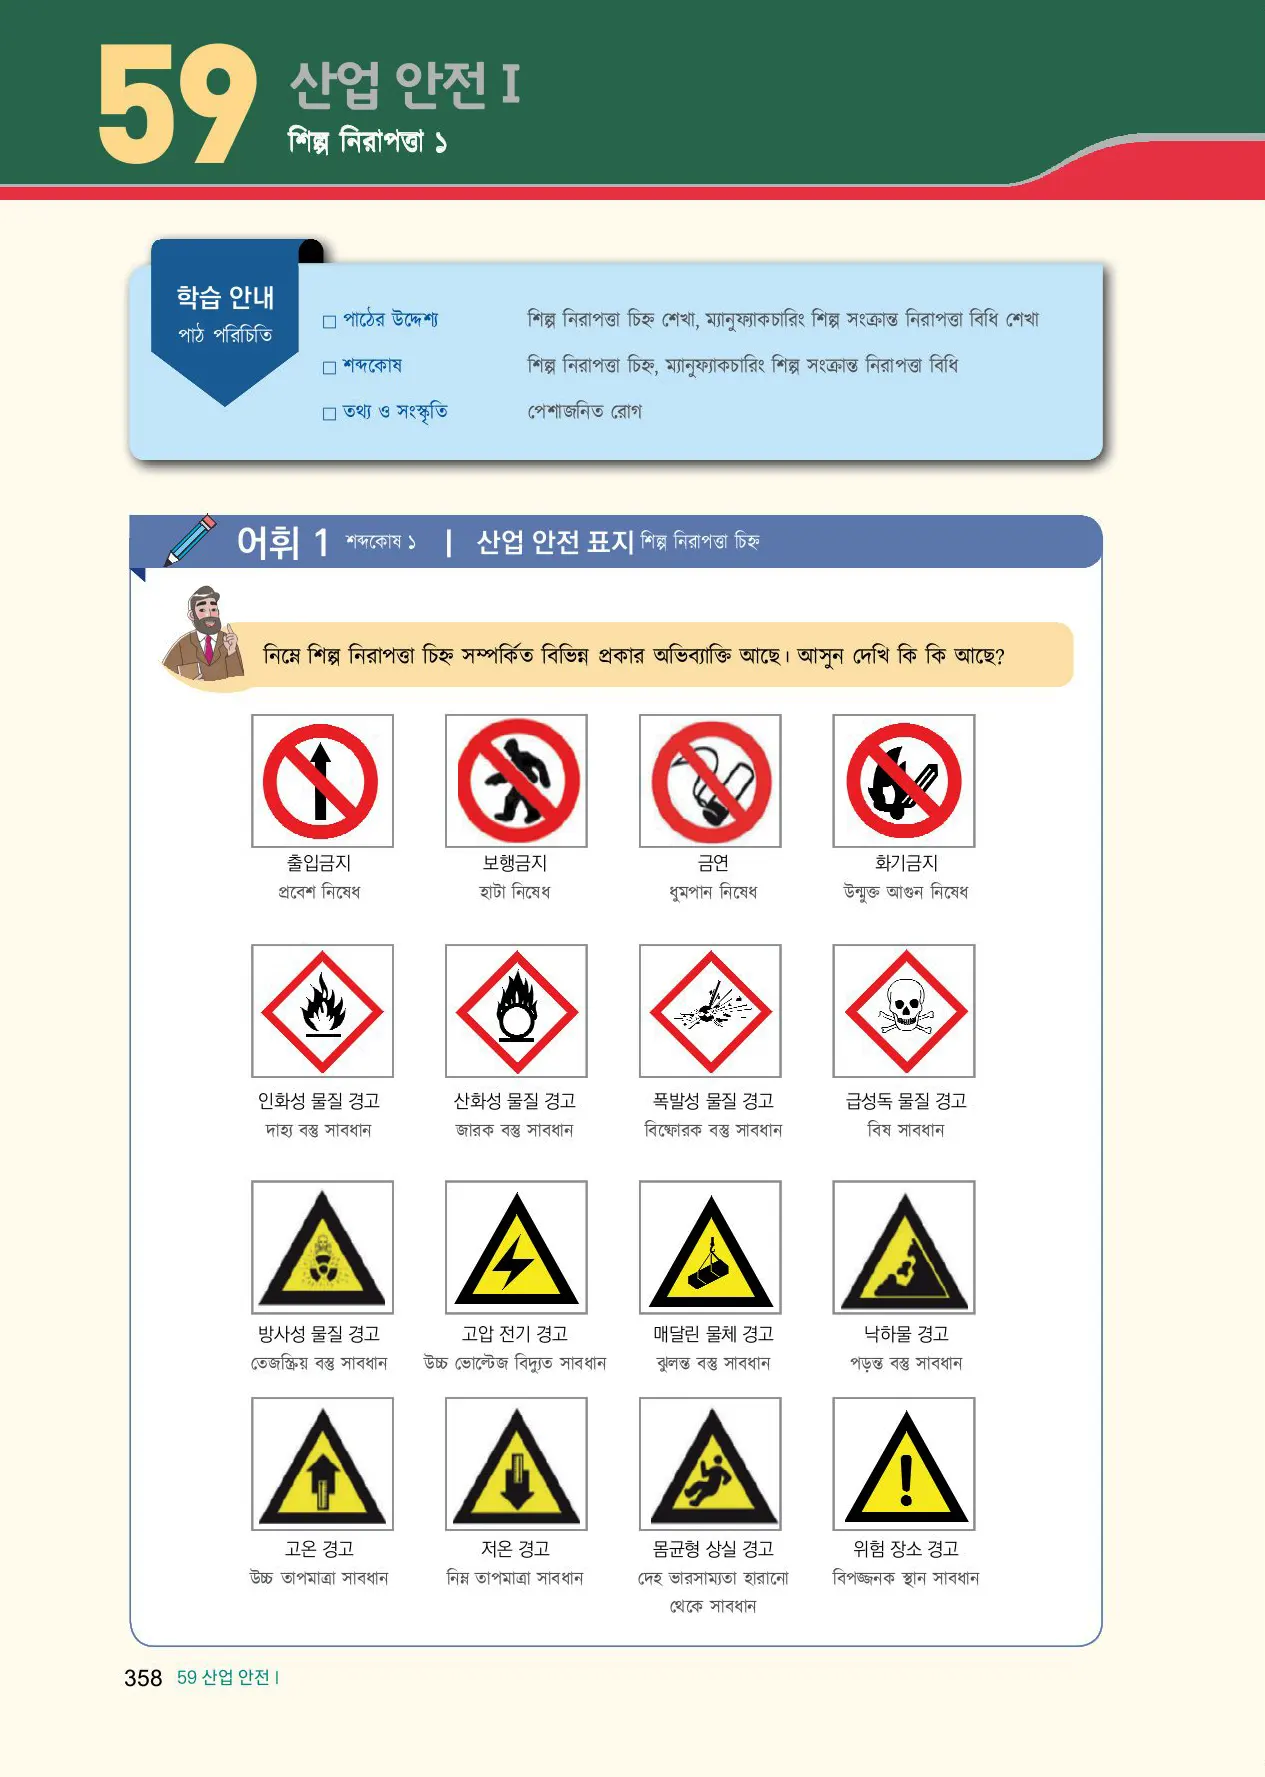 59
산업 안전 I
শিল্প নিরাপত্তা ১
학습 안내
পাঠ পরিচিতি
□ পাঠের উদ্দেশ্য শিল্প নিরাপত্তা চিহ্ন শেখা, ম্যানুফ্যাকচারিং শিল্প সংক্রান্ত নিরাপত্তা বিধি শেখা
□ শব্দকোষ শিল্প নিরাপত্তা চিহ্ন, ম্যানুফ্যাকচারিং শিল্প সংক্রান্ত নিরাপত্তা বিধি
□ তথ্য ও সংস্কৃতি পেশাজনিত রোগ
어휘 1 শব্দকোষ ১ | 산업 안전 표지 শিল্প নিরাপত্তা চিহ্ন
নিম্নে শিল্প নিরাপত্তা চিহ্ন সম্পর্কিত বিভিন্ন প্রকার অভিব্যক্তি আছে। আসুন দেখি কি কি আছে?
출입금지 보행금지 금연 화기금지
প্রবেশ নিষেধ হাটা নিষেধ ধুমপান নিষেধ উন্মুক্ত আগুন নিষেধ
인화성 물질 경고 산화성 물질 경고 폭발성 물질 경고 급성독 물질 경고
দাহ্য বস্তু সাবধান জারক বস্তু সাবধান বিস্ফোরক বস্তু সাবধান বিষ সাবধান
방사성 물질 경고 고압 전기 경고 매달린 물체 경고 낙하물 경고
তেজস্ক্রিয় বস্তু সাবধান উচ্চ ভোল্টেজ বিদ্যুত সাবধান ঝুলন্ত বস্তু সাবধান পড়ন্ত বস্তু সাবধান
고온 경고 저온 경고 몸균형 상실 경고 위험 장소 경고
উচ্চ তাপমাত্রা সাবধান নিম্ন তাপমাত্রা সাবধান দেহ ভারসাম্যতা হারানো বিপজ্জনক স্থান সাবধান
থেকে সাবধান
358 59 산업 안전 I